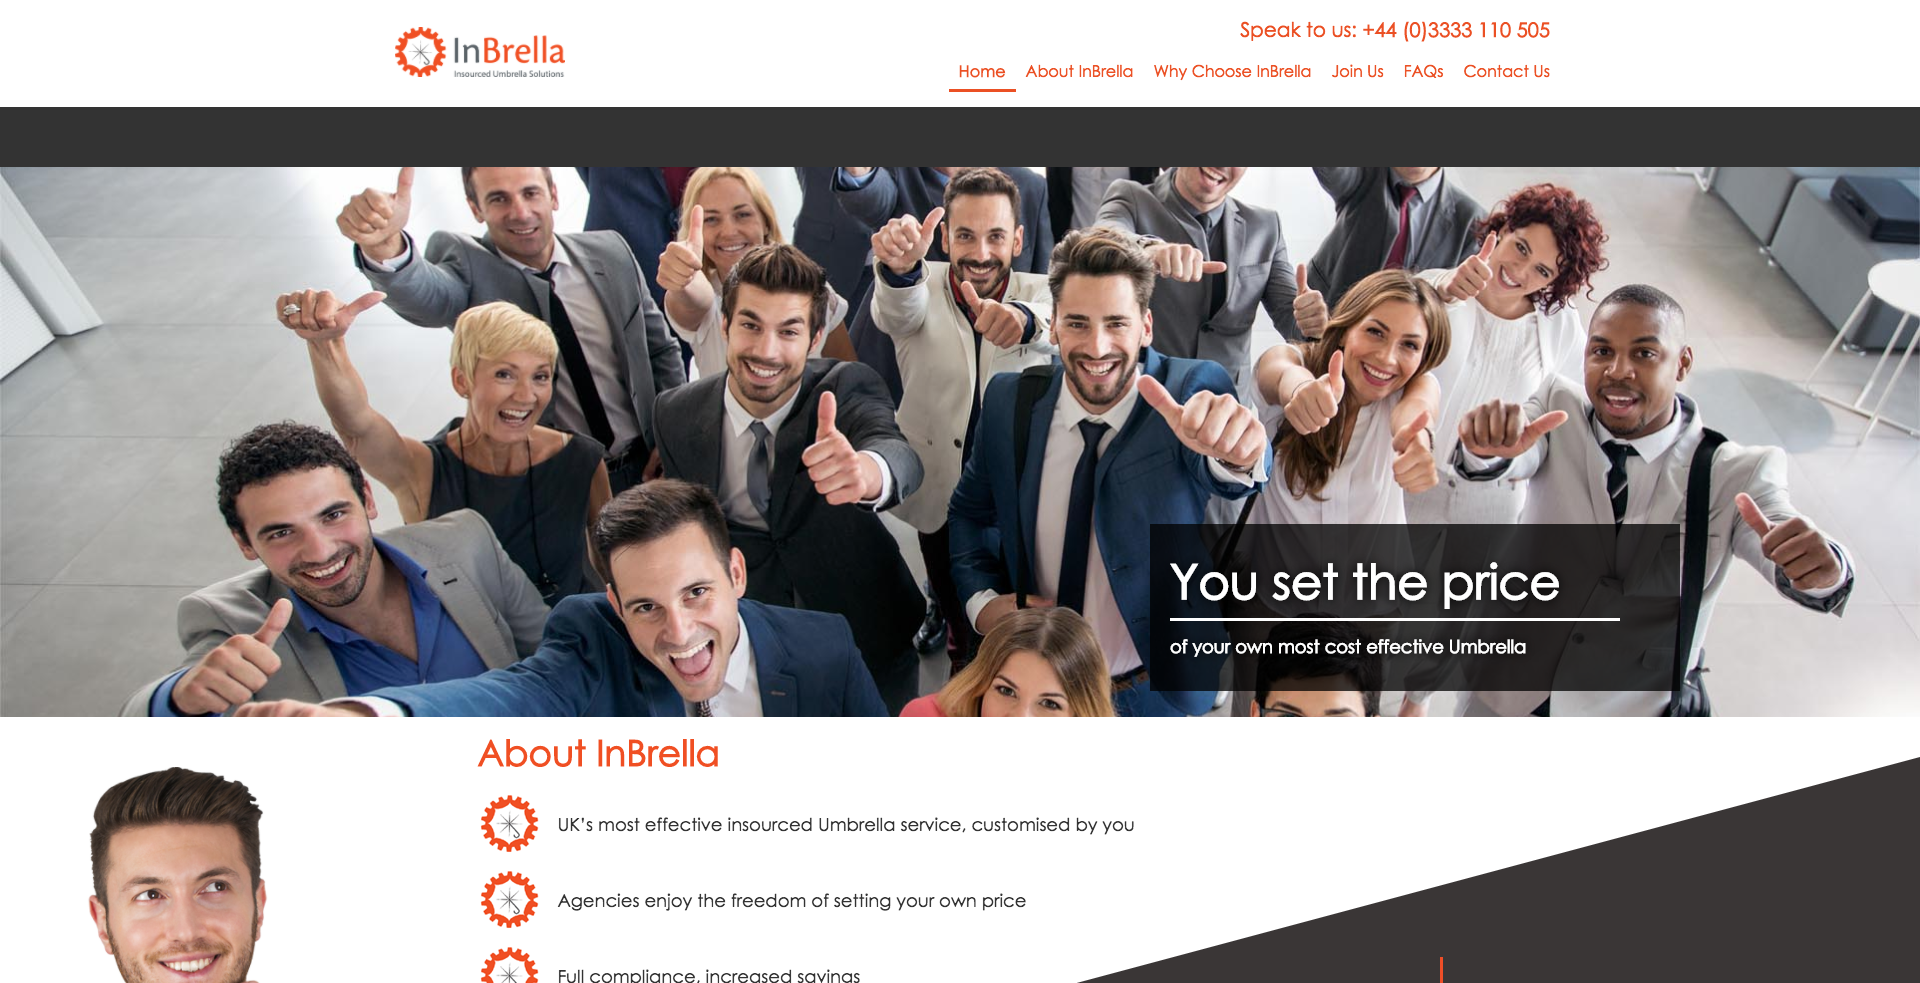 InBrella
Insourced Umbrella Solutions
Speak to us: +44 (0)3333 110 505
Home About InBrella Why Choose InBrella Join Us FAQs Contact Us
You set the price
of your own most cost effective Umbrella
About InBrella
UK’s most effective insourced Umbrella service, customised by you
Agencies enjoy the freedom of setting your own price
Full compliance, increased savings